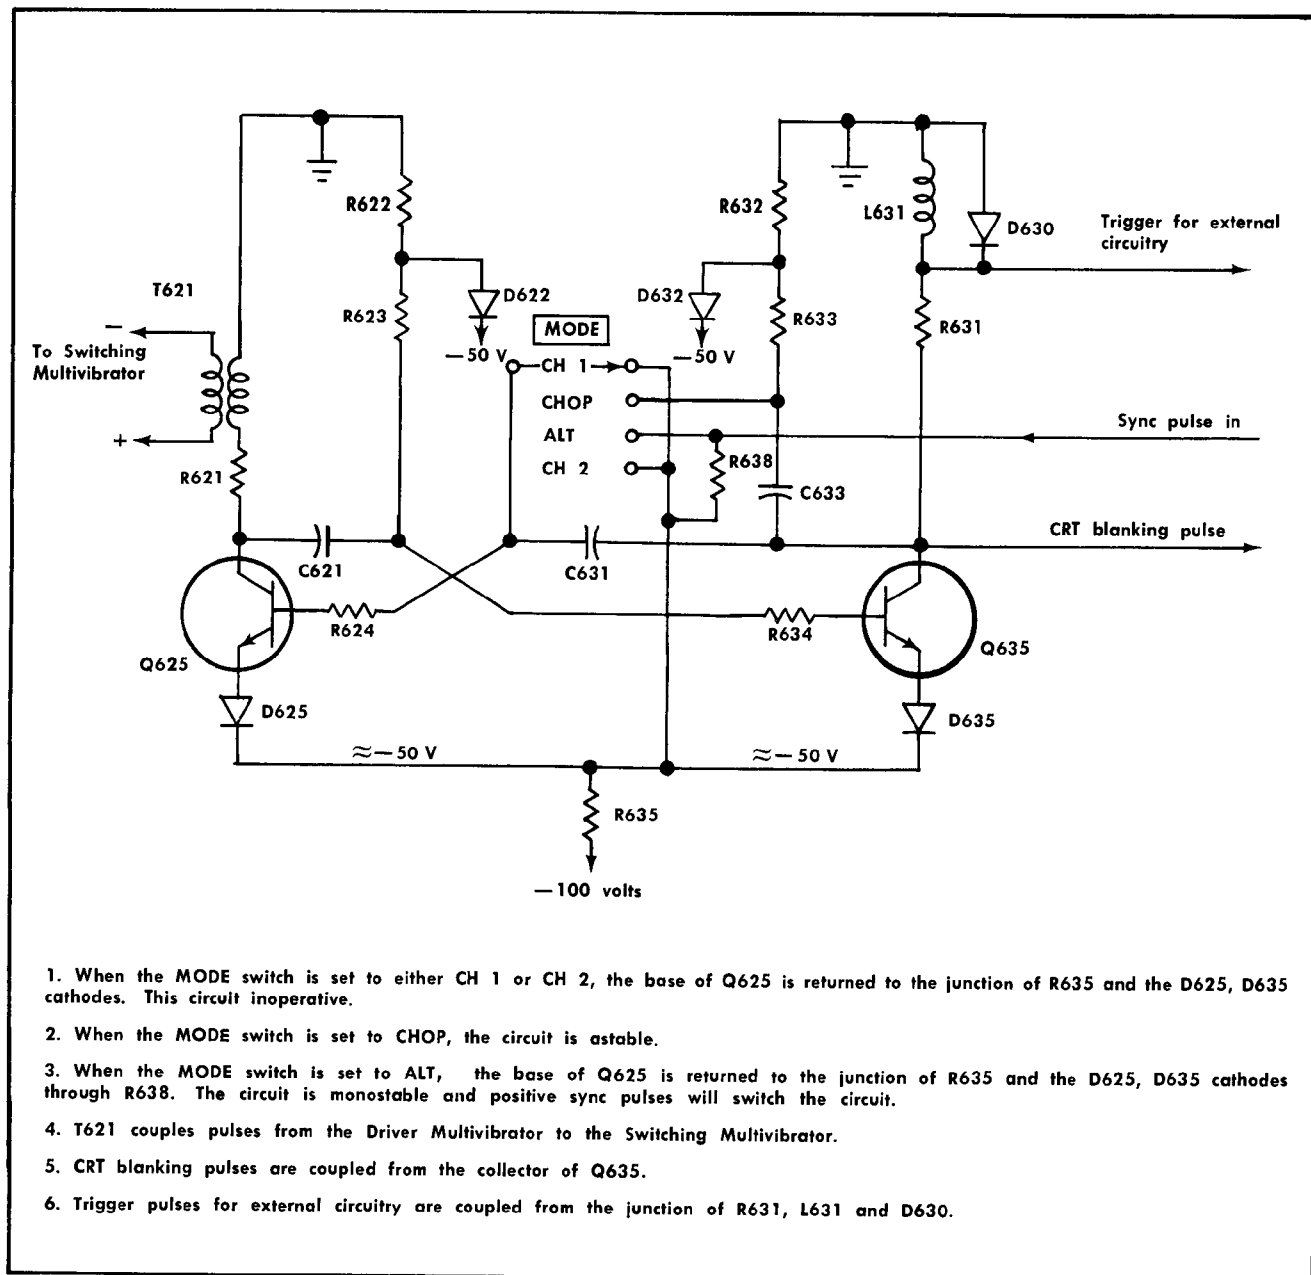 R622
R632
L631
D630
Trigger for external
circuitry
T621
R623
D622
D632
R633
R631
MODE
−
To Switching
Multivibrator
+
—50 V
—50 V
CH 1
CHOP
ALT
CH 2
Sync pulse in
R621
R638
C633
CRT blanking pulse
C621
C631
R624
R634
Q625
Q635
D625
D635
≈—50 V
≈—50 V
R635
—100 volts
1. When the MODE switch is set to either CH 1 or CH 2, the base of Q625 is returned to the junction of R635 and the D625, D635
cathodes. This circuit inoperative.
2. When the MODE switch is set to CHOP, the circuit is astable.
3. When the MODE switch is set to ALT, the base of Q625 is returned to the junction of R635 and the D625, D635 cathodes
through R638. The circuit is monostable and positive sync pulses will switch the circuit.
4. T621 couples pulses from the Driver Multivibrator to the Switching Multivibrator.
5. CRT blanking pulses are coupled from the collector of Q635.
6. Trigger pulses for external circuitry are coupled from the junction of R631, L631 and D630.